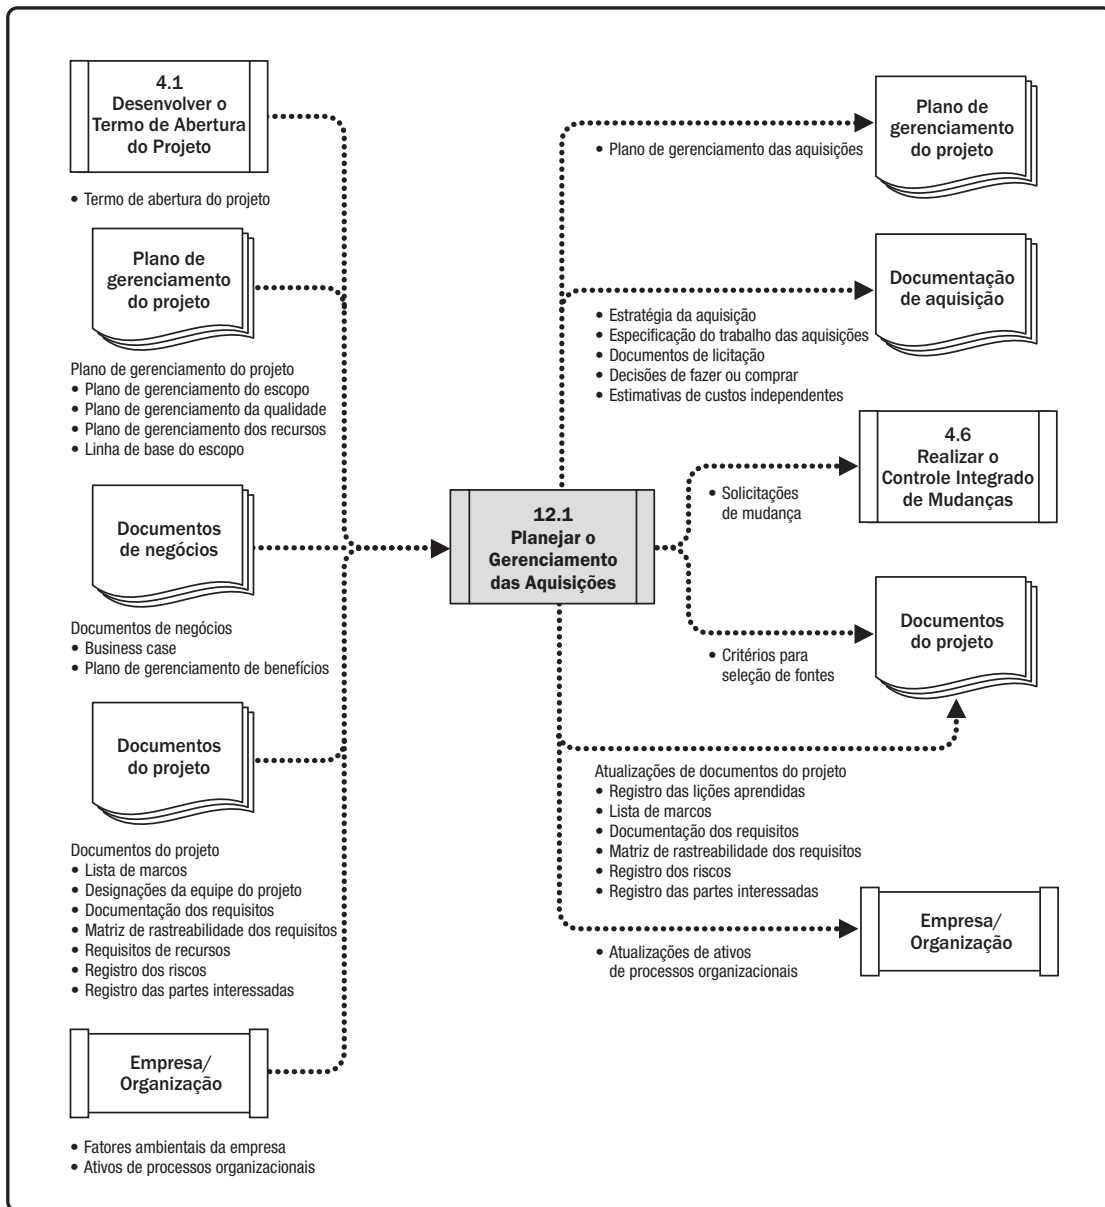 4.1
Desenvolver o
Termo de Abertura
do Projeto
• Termo de abertura do projeto
Plano de
gerenciamento
do projeto
Plano de gerenciamento do projeto
• Plano de gerenciamento do escopo
• Plano de gerenciamento da qualidade
• Plano de gerenciamento dos recursos
• Linha de base do escopo
Documentos
de negócios
Documentos de negócios
• Business case
• Plano de gerenciamento de benefícios
Documentos
do projeto
Documentos do projeto
• Lista de marcos
• Designações da equipe do projeto
• Documentação dos requisitos
• Matriz de rastreabilidade dos requisitos
• Requisitos de recursos
• Registro dos riscos
• Registro das partes interessadas
Empresa/
Organização
• Fatores ambientais da empresa
• Ativos de processos organizacionais
12.1
Planejar o
Gerenciamento
das Aquisições
Plano de
gerenciamento
do projeto
• Plano de gerenciamento das aquisições
Documentação
de aquisição
• Estratégia da aquisição
• Especificação do trabalho das aquisições
• Documentos de licitação
• Decisões de fazer ou comprar
• Estimativas de custos independentes
4.6
Realizar o
Controle Integrado
de Mudanças
• Solicitações
de mudança
Documentos
do projeto
• Critérios para
seleção de fontes
Atualizações de documentos do projeto
• Registro das lições aprendidas
• Lista de marcos
• Documentação dos requisitos
• Matriz de rastreabilidade dos requisitos
• Registro dos riscos
• Registro das partes interessadas
Empresa/
Organização
• Atualizações de ativos
de processos organizacionais